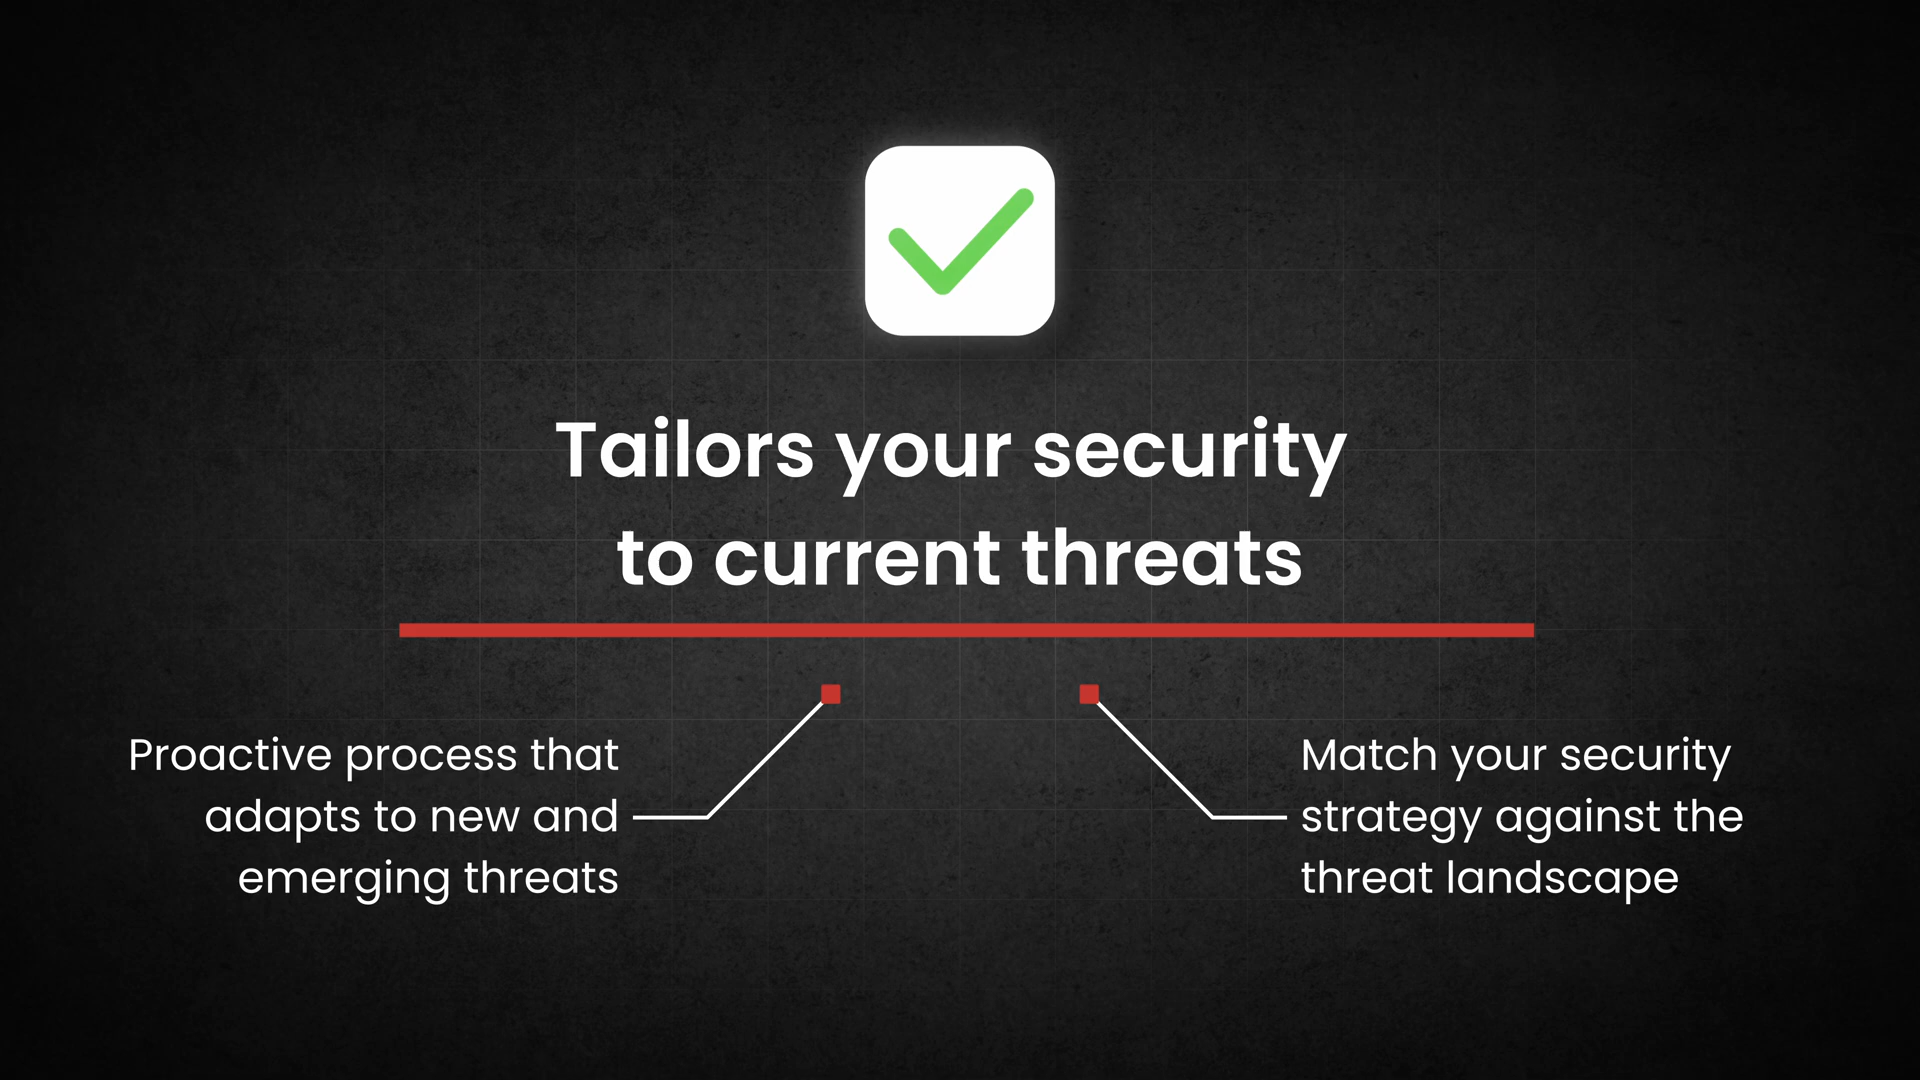 Tailors your security
to current threats
Proactive process that
adapts to new and
emerging threats
Match your security
strategy against the
threat landscape